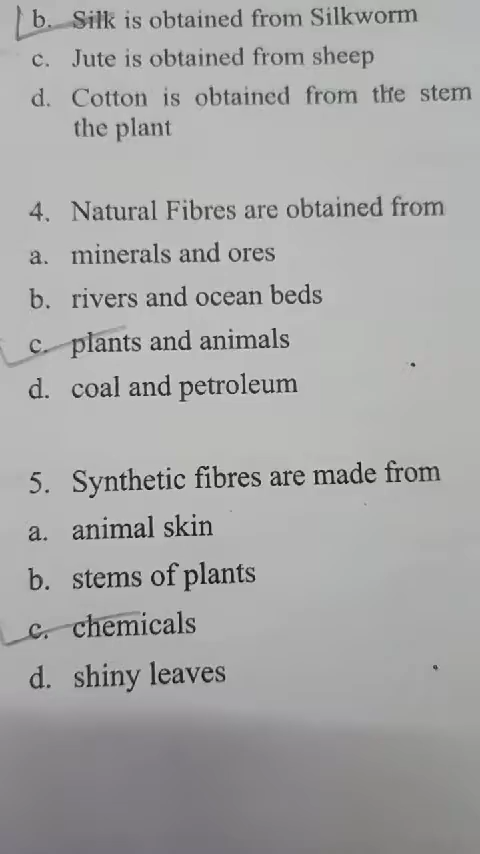 b. Silk is obtained from Silkworm
c. Jute is obtained from sheep
d. Cotton is obtained from the stem
the plant
4. Natural Fibres are obtained from
a. minerals and ores
b. rivers and ocean beds
c. plants and animals
d. coal and petroleum
5. Synthetic fibres are made from
a. animal skin
b. stems of plants
c. chemicals
d. shiny leaves